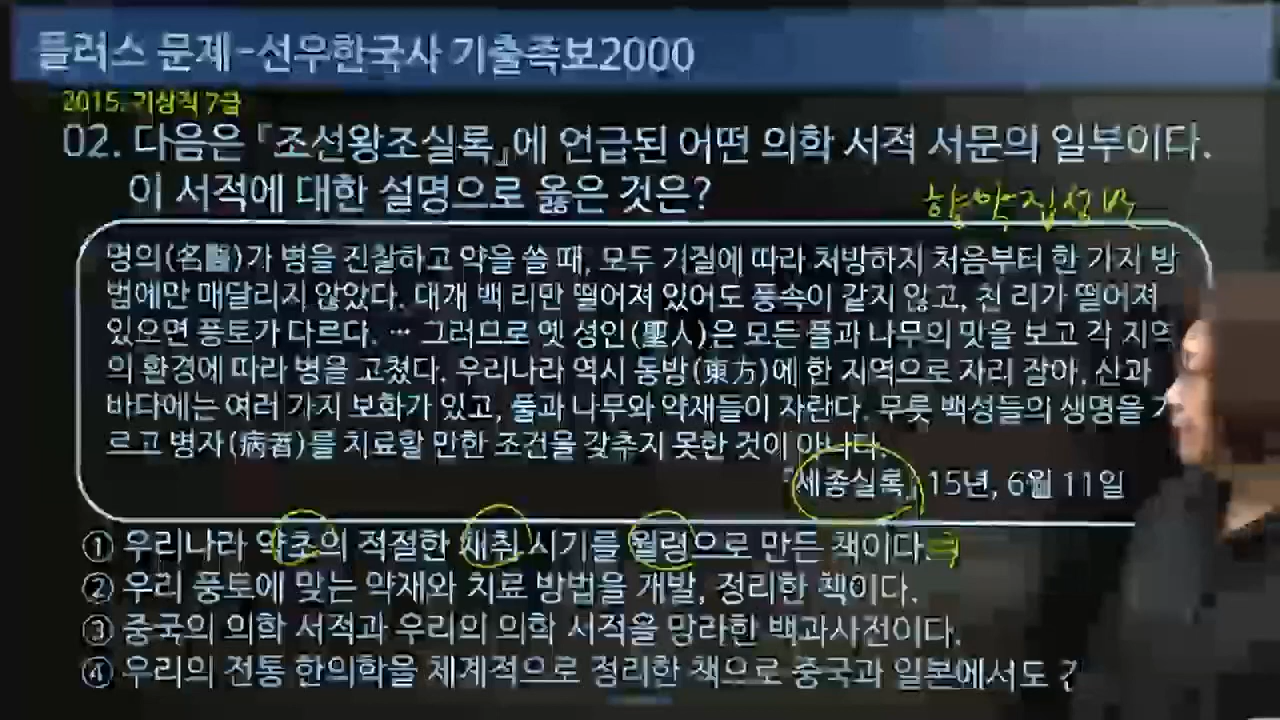 플러스 문제-선우한국사 기출족보2000
2015. 기상직 7급
02. 다음은 『조선왕조실록』에 언급된 어떤 의학 서적 서문의 일부이다.
이 서적에 대한 설명으로 옳은 것은?
향약집성방
명의(名醫)가 병을 진찰하고 약을 쓸 때, 모두 기질에 따라 처방하지 처음부터 한 가지 방
법에만 매달리지 않았다. 대개 백 리만 떨어져 있어도 풍속이 같지 않고, 천 리가 떨어져
있으면 풍토가 다르다. … 그러므로 옛 성인(聖人)은 모든 풀과 나무의 맛을 보고 각 지역
의 환경에 따라 병을 고쳤다. 우리나라 역시 동방(東方)에 한 지역으로 자리 잡아, 산과
바다에는 여러 가지 보화가 있고, 풀과 나무와 약재들이 자란다. 무릇 백성들의 생명을 기
르고 병자(病者)를 치료할 만한 조건을 갖추지 못한 것이 아니다.
『세종실록』, 15년, 6월 11일
① 우리나라 약초의 적절한 채취 시기를 월령으로 만든 책이다.
② 우리 풍토에 맞는 약재와 치료 방법을 개발, 정리한 책이다.
③ 중국의 의학 서적과 우리의 의학 서적을 망라한 백과사전이다.
④ 우리의 전통 한의학을 체계적으로 정리한 책으로 중국과 일본에서도